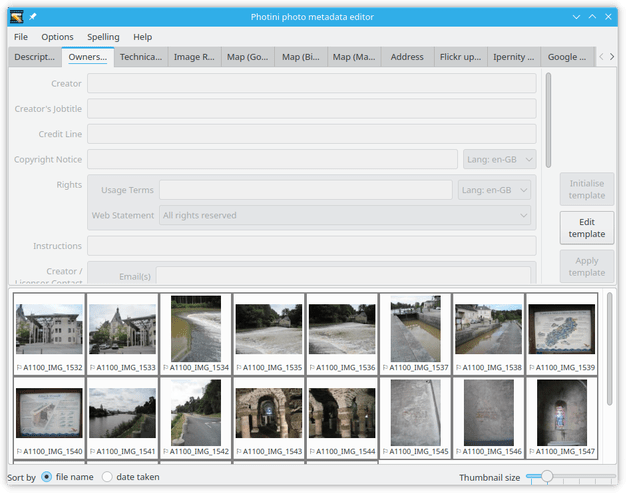 Photini photo metadata editor
File Options Spelling Help
Descript... Owners... Technica... Image R... Map (Go... Map (Bi... Map (Ma... Address Flickr up... Ipernity ... Google ...
Creator
Creator's Jobtitle
Credit Line
Copyright Notice Lang: en-GB
Rights Usage Terms Lang: en-GB
Web Statement All rights reserved
Initialise
template
Edit
template
Apply
template
Instructions
Creator /
Licensor Contact
Email(s)
A1100_IMG_1532 A1100_IMG_1533 A1100_IMG_1534 A1100_IMG_1535 A1100_IMG_1536 A1100_IMG_1537 A1100_IMG_1538 A1100_IMG_1539
A1100_IMG_1540 A1100_IMG_1541 A1100_IMG_1542 A1100_IMG_1543 A1100_IMG_1544 A1100_IMG_1545 A1100_IMG_1546 A1100_IMG_1547
Sort by file name date taken Thumbnail size